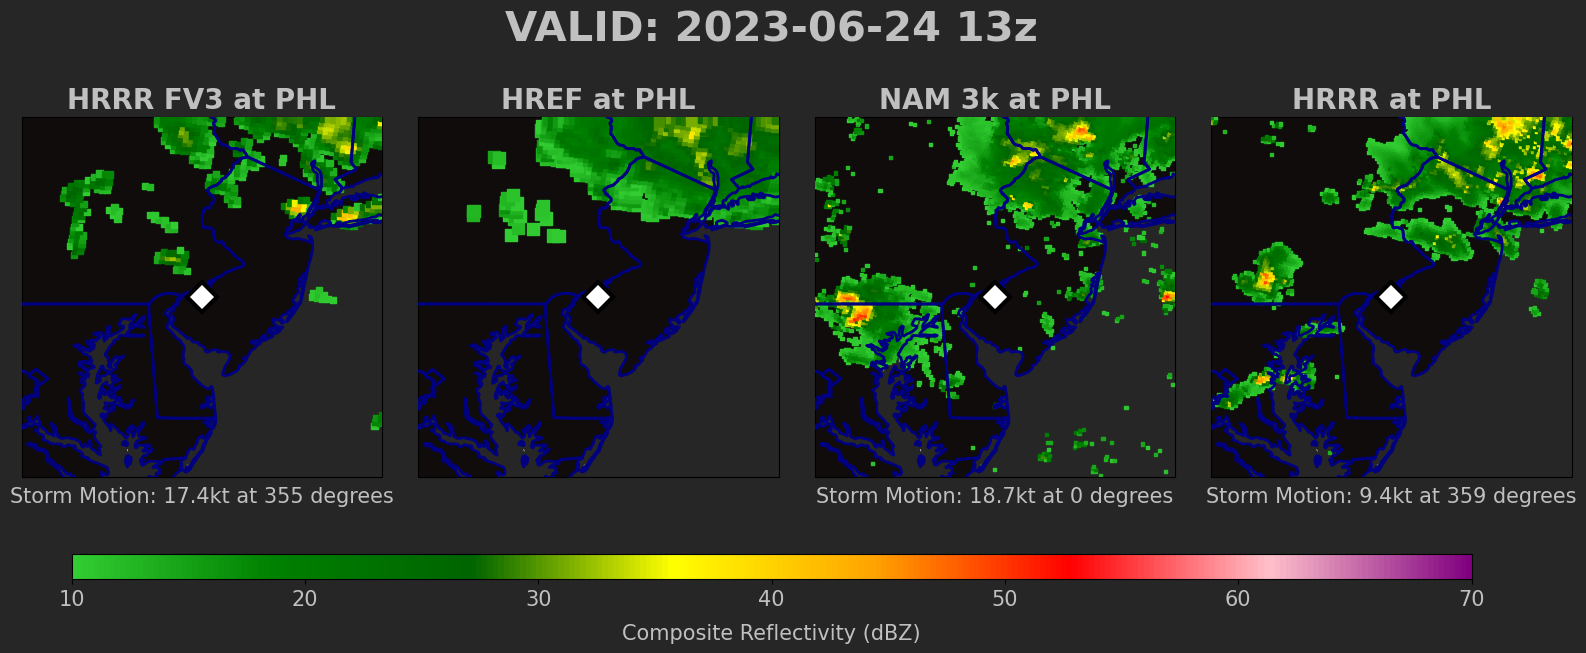 VALID: 2023-06-24 13z
HRRR FV3 at PHL
HREF at PHL
NAM 3k at PHL
HRRR at PHL
Storm Motion: 17.4kt at 355 degrees
Storm Motion: 18.7kt at 0 degrees
Storm Motion: 9.4kt at 359 degrees
10 20 30 40 50 60 70
Composite Reflectivity (dBZ)